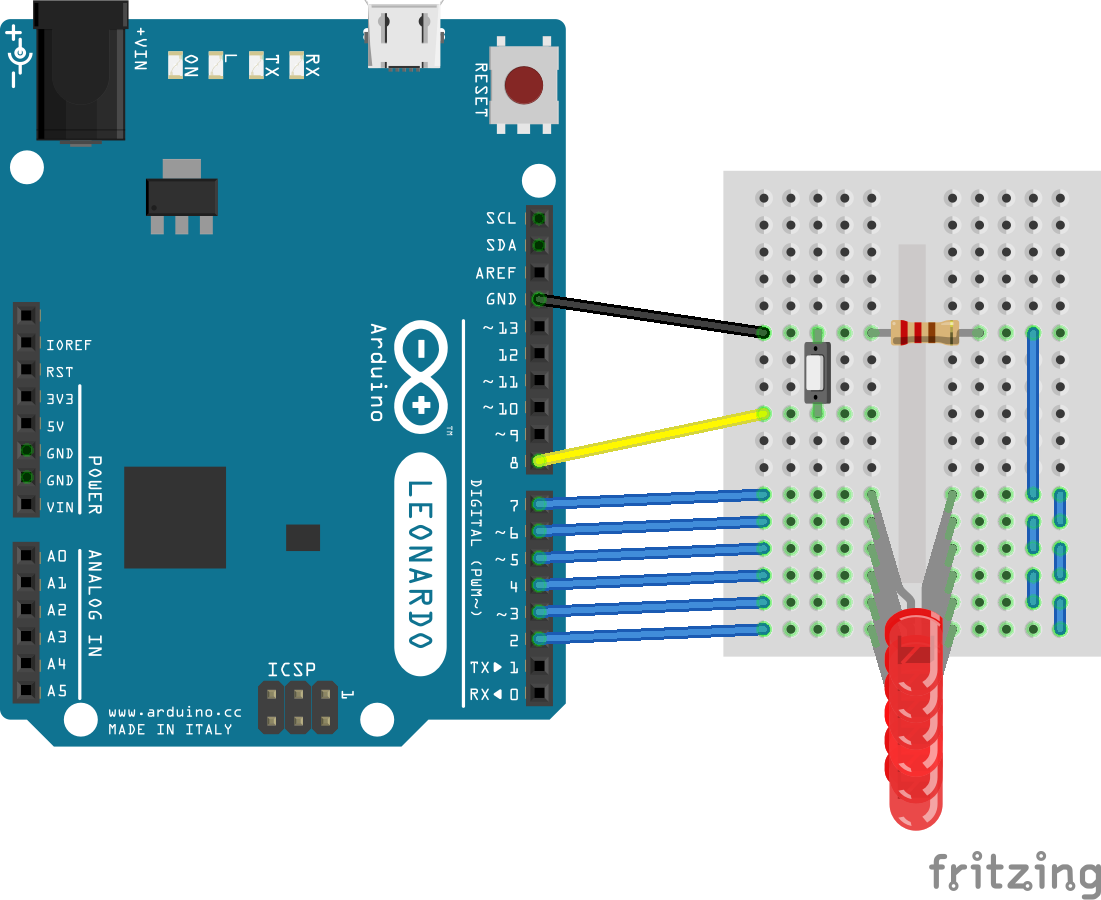 +
-
+VIN
ON
L
TX
RX
RESET
SCL
SDA
AREF
GND
~13
12
~11
~10
~9
8
7
~6
~5
4
~3
2
TX▶1
RX◀0
DIGITAL (PWM~)
Arduino
TM
LEONARDO
IOREF
RST
3V3
5V
GND
GND
VIN
POWER
A0
A1
A2
A3
A4
A5
ANALOG IN
ICSP
1
www.arduino.cc
MADE IN ITALY
fritzing